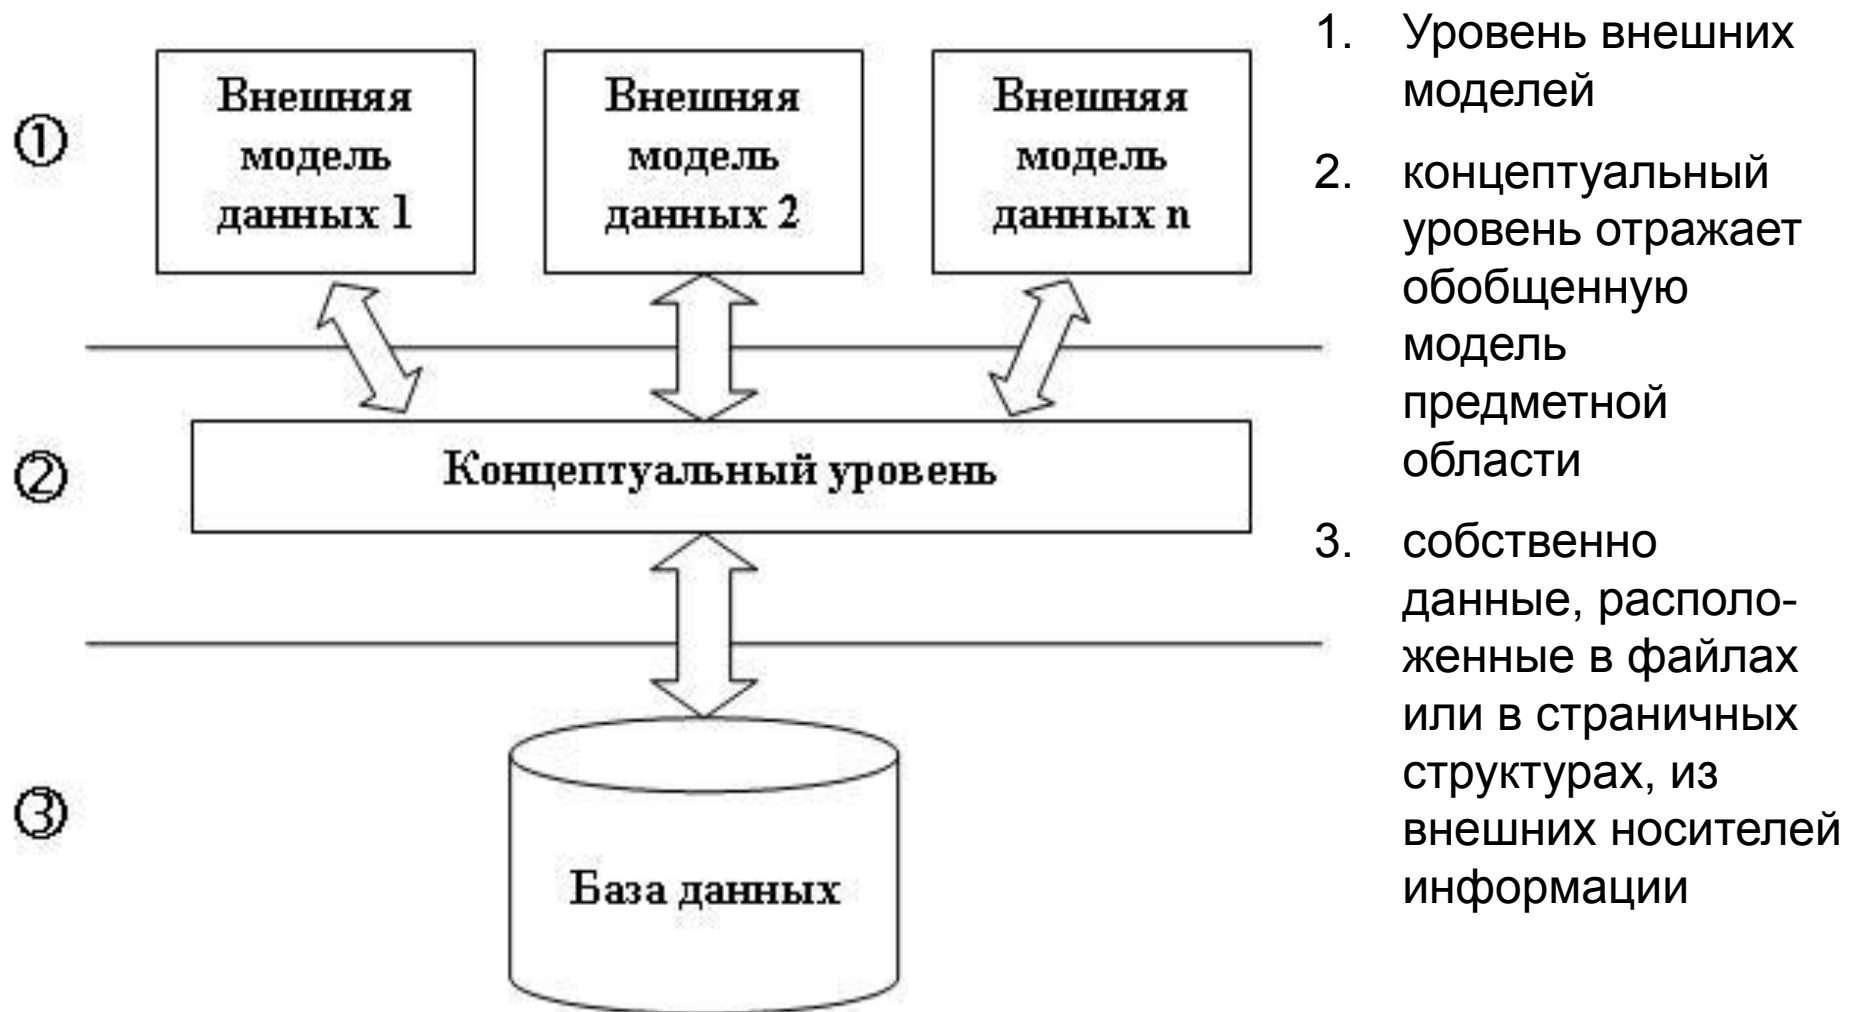 ①
Внешняя
модель
данных 1
Внешняя
модель
данных 2
Внешняя
модель
данных n
②
Концептуальный уровень
③
База данных
1. Уровень внешних
моделей
2. концептуальный
уровень отражает
обобщенную
модель
предметной
области
3. собственно
данные, располо-
женные в файлах
или в страничных
структурах, из
внешних носителей
информации